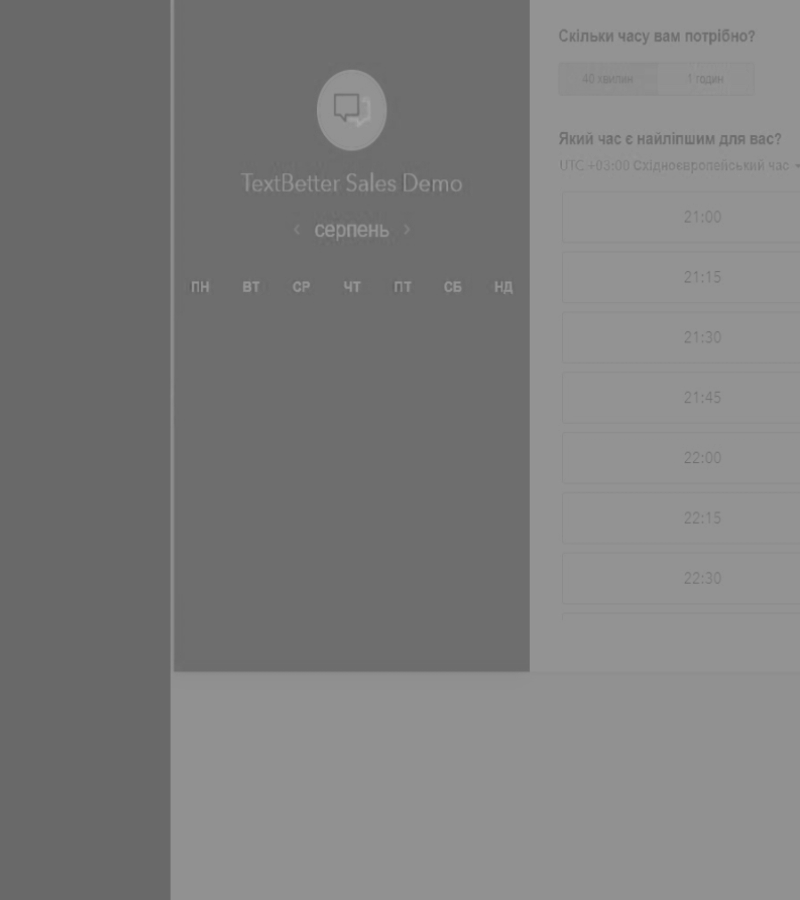 TextBetter Sales Demo
серпень
ПН ВТ СР ЧТ ПТ СБ НД
Скільки часу вам потрібно?
40 хвилин 1 годин
Який час є найліпшим для вас?
UTC +03:00 Східноєвропейський час
21:00
21:15
21:30
21:45
22:00
22:15
22:30